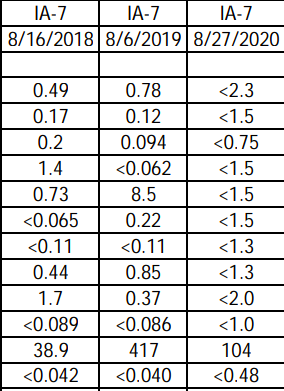 IA-7 IA-7 IA-7
8/16/2018 8/6/2019 8/27/2020
0.49 0.78 <2.3
0.17 0.12 <1.5
0.2 0.094 <0.75
1.4 <0.062 <1.5
0.73 8.5 <1.5
<0.065 0.22 <1.5
<0.11 <0.11 <1.3
0.44 0.85 <1.3
1.7 0.37 <2.0
<0.089 <0.086 <1.0
38.9 417 104
<0.042 <0.040 <0.48